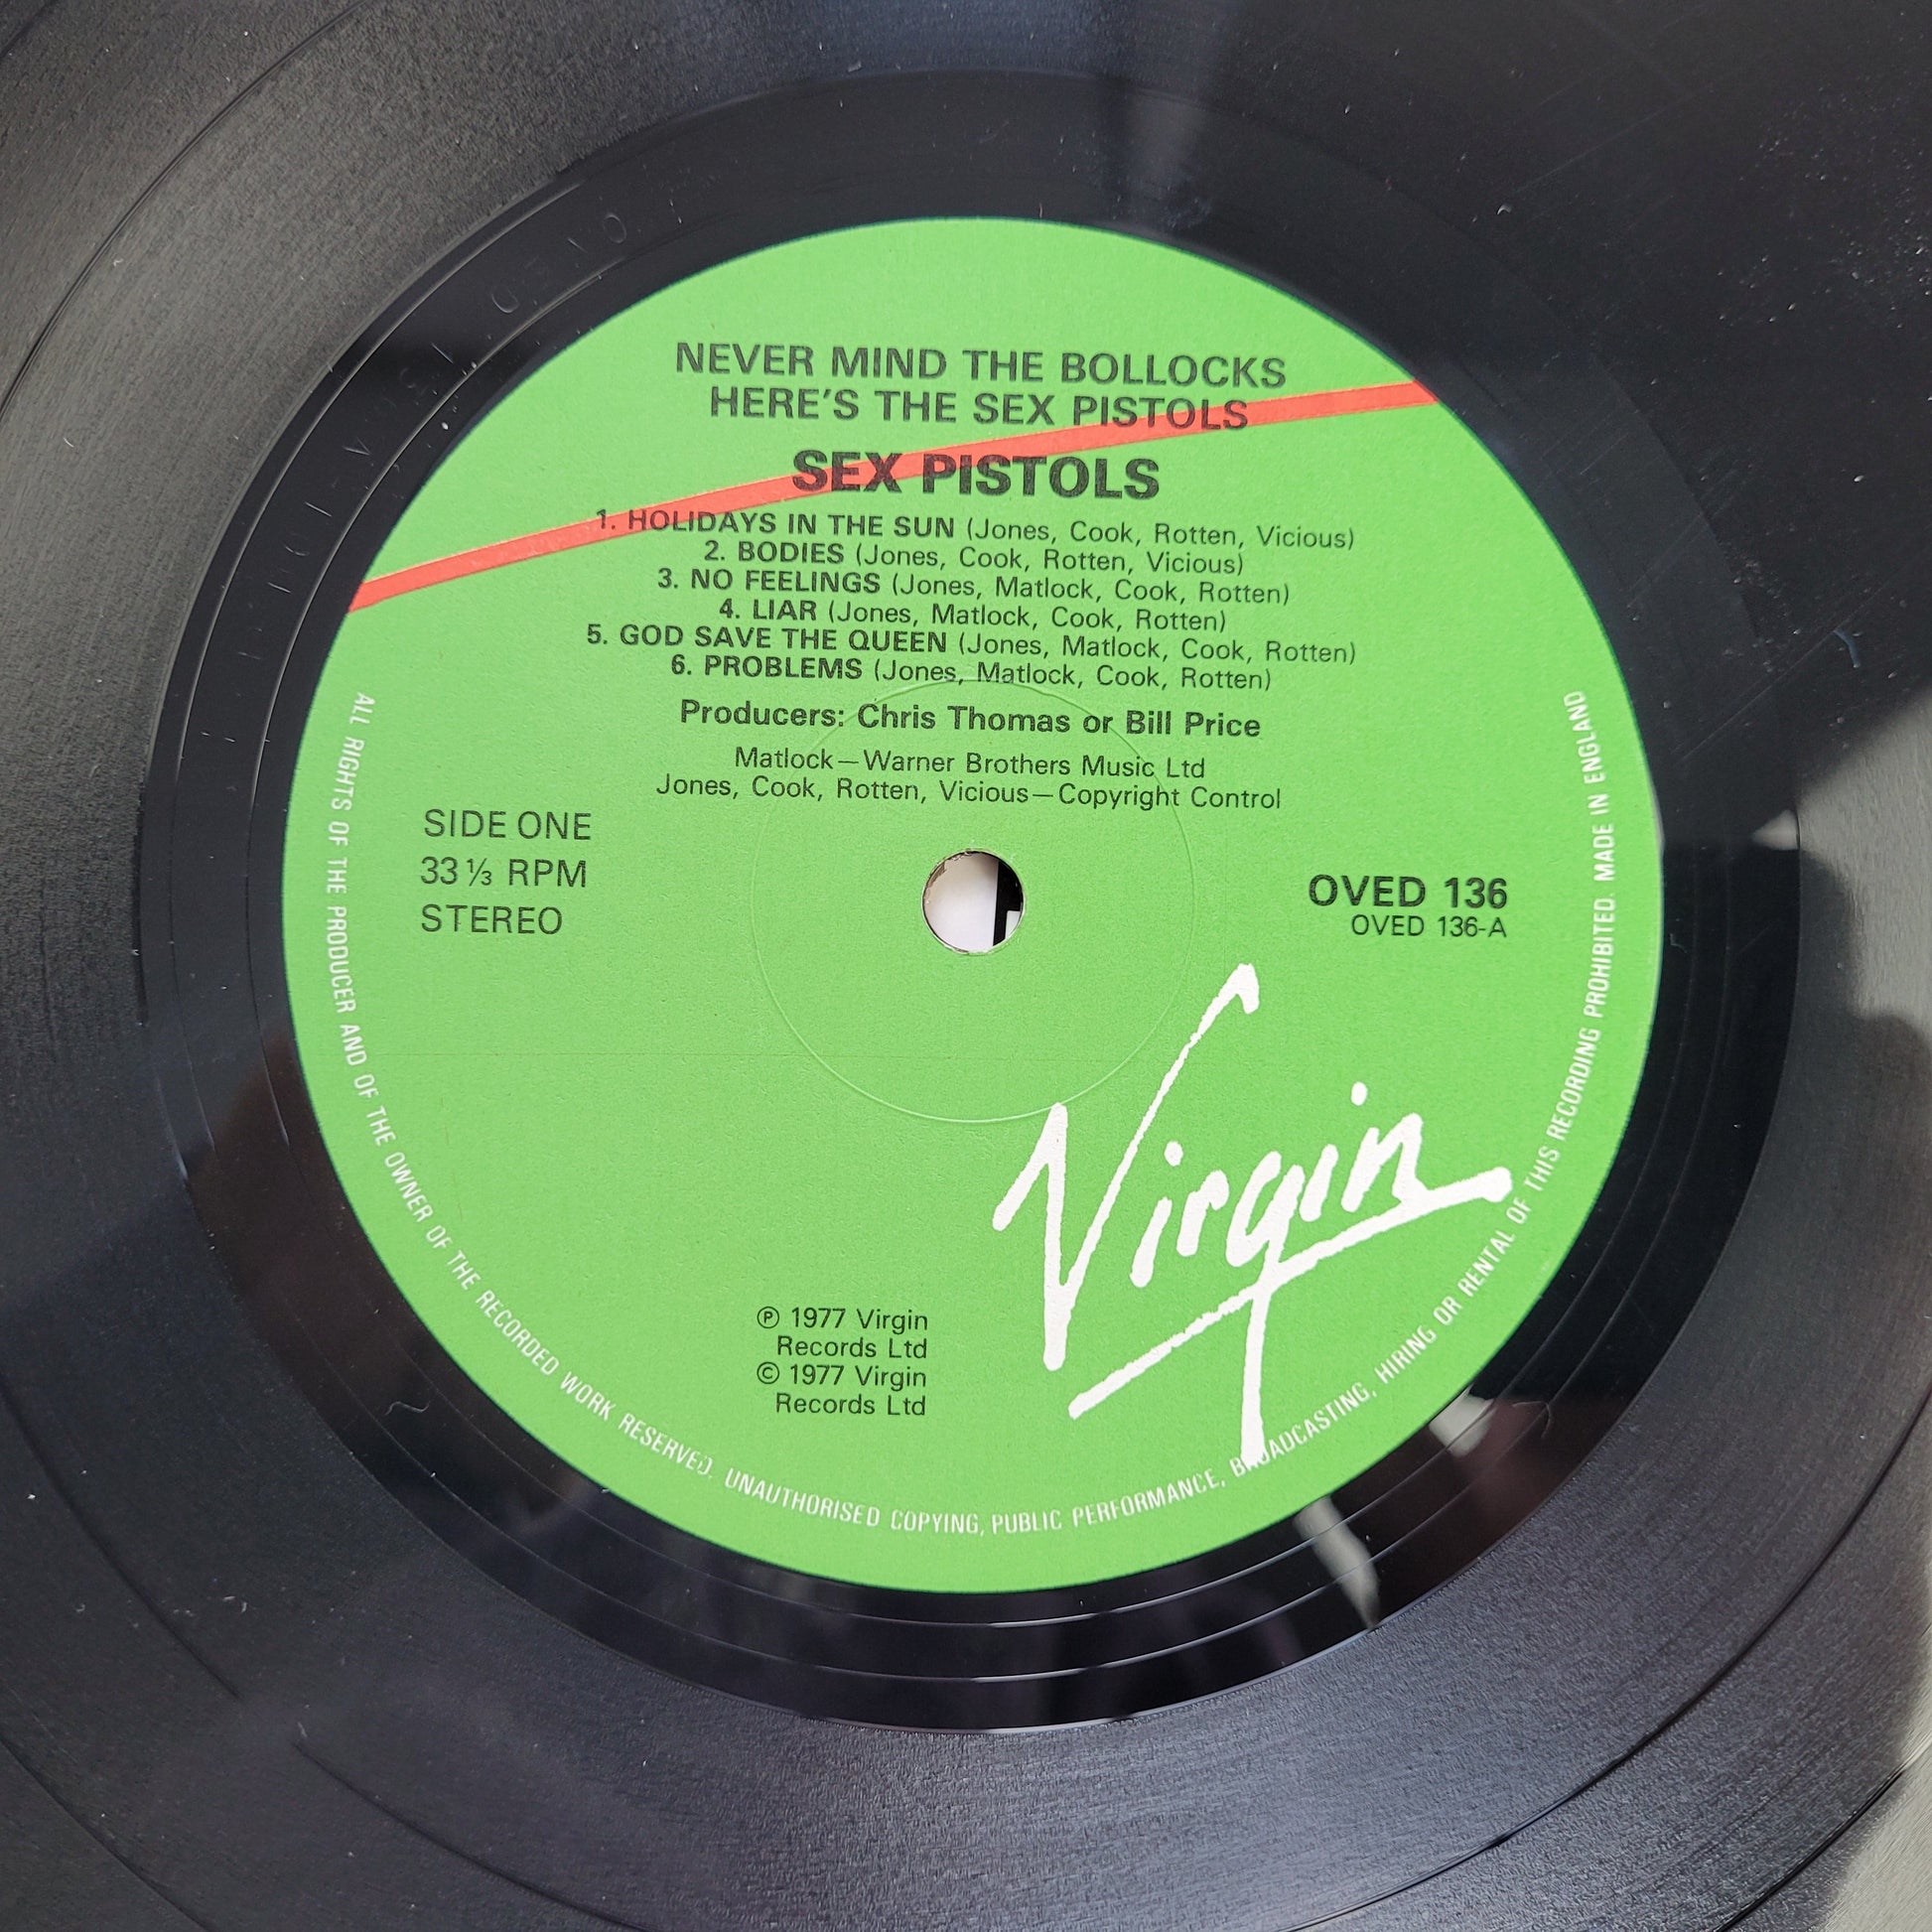 NEVER MIND THE BOLLOCKS
HERE'S THE SEX PISTOLS
SEX PISTOLS
1. HOLIDAYS IN THE SUN (Jones, Cook, Rotten, Vicious)
2. BODIES (Jones, Cook, Rotten, Vicious)
3. NO FEELINGS (Jones, Matlock, Cook, Rotten)
4. LIAR (Jones, Matlock, Cook, Rotten)
5. GOD SAVE THE QUEEN (Jones, Matlock, Cook, Rotten)
6. PROBLEMS (Jones, Matlock, Cook, Rotten)
Producers: Chris Thomas or Bill Price
Matlock—Warner Brothers Music Ltd
Jones, Cook, Rotten, Vicious—Copyright Control
SIDE ONE
33⅓ RPM
STEREO
OVED 136
OVED 136-A
Virgin
℗ 1977 Virgin
Records Ltd
© 1977 Virgin
Records Ltd
ALL RIGHTS OF THE PRODUCER AND OF THE OWNER OF THE RECORDED WORK RESERVED. UNAUTHORISED COPYING, PUBLIC PERFORMANCE, BROADCASTING, HIRING OR RENTAL OF THIS RECORDING PROHIBITED. MADE IN ENGLAND